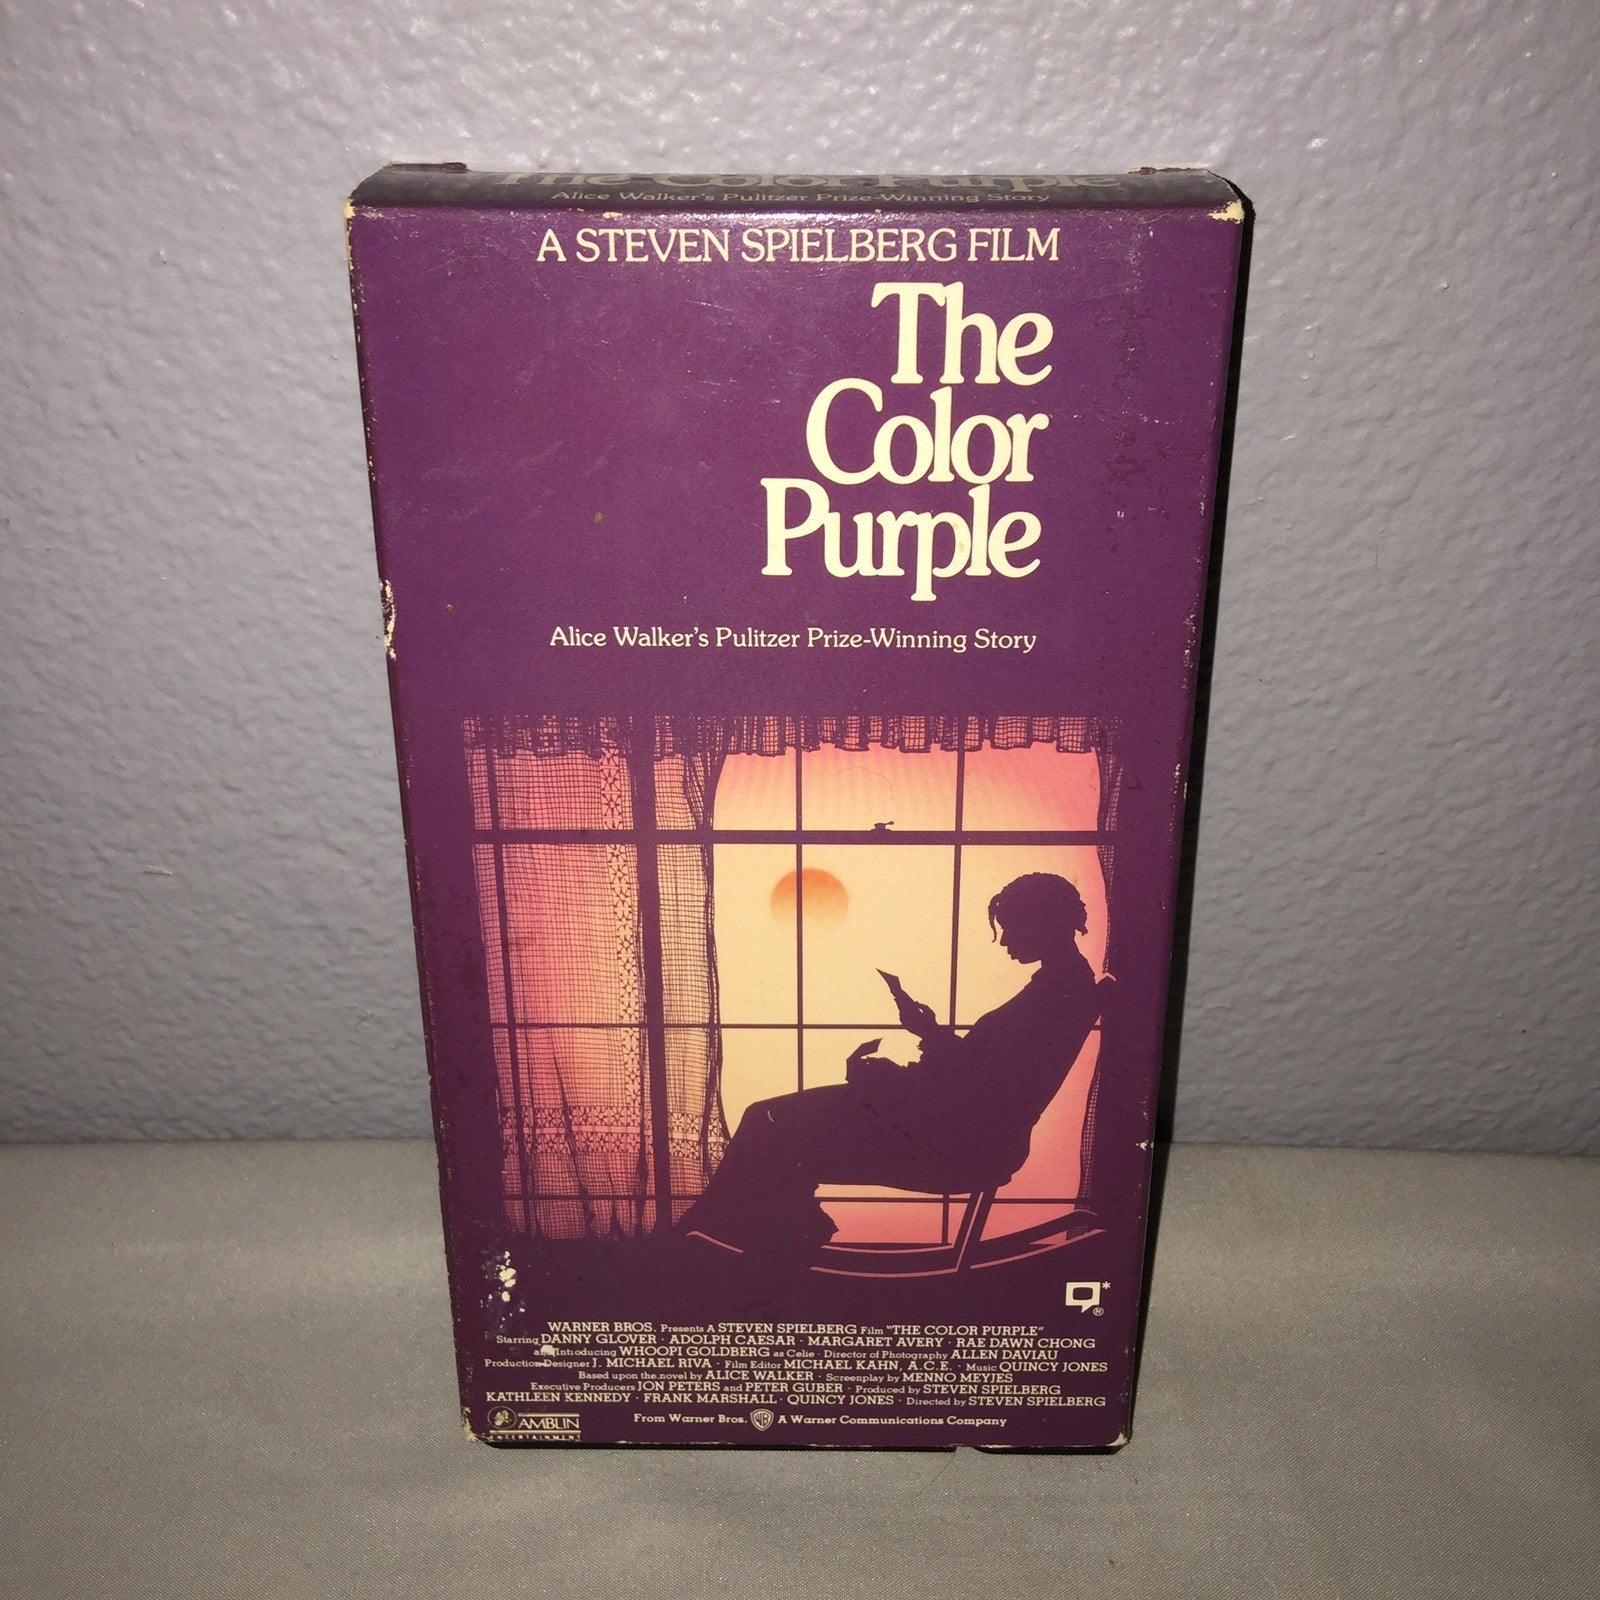 The Color Purple
Alice Walker's Pulitzer Prize-Winning Story
A STEVEN SPIELBERG FILM
The
Color
Purple
Alice Walker's Pulitzer Prize-Winning Story
*
®
WARNER BROS. Presents A STEVEN SPIELBERG Film "THE COLOR PURPLE"
Starring DANNY GLOVER · ADOLPH CAESAR · MARGARET AVERY · RAE DAWN CHONG
and Introducing WHOOPI GOLDBERG as Celie · Director of Photography ALLEN DAVIAU
Production Designer J. MICHAEL RIVA · Film Editor MICHAEL KAHN, A.C.E. · Music QUINCY JONES
Based upon the novel by ALICE WALKER · Screenplay by MENNO MEYJES
Executive Producers JON PETERS and PETER GUBER · Produced by STEVEN SPIELBERG
KATHLEEN KENNEDY · FRANK MARSHALL · QUINCY JONES · Directed by STEVEN SPIELBERG
AMBLIN
ENTERTAINMENT
From Warner Bros. WB A Warner Communications Company